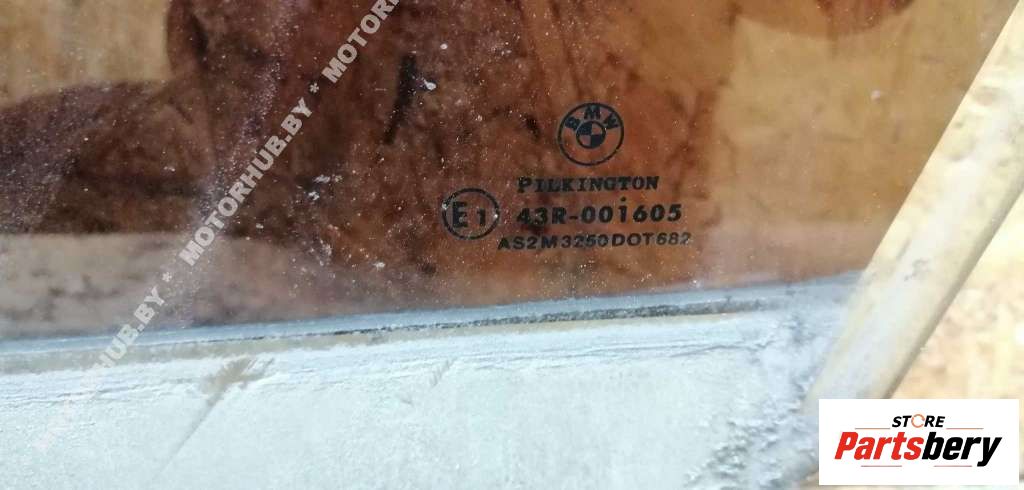 MOTORHUB.BY * MOTORHUB.BY * MOTORHUB.BY
BMW
PILKINGTON
E1 43R-001605
AS2M3250DOT682
STORE
Partsbery